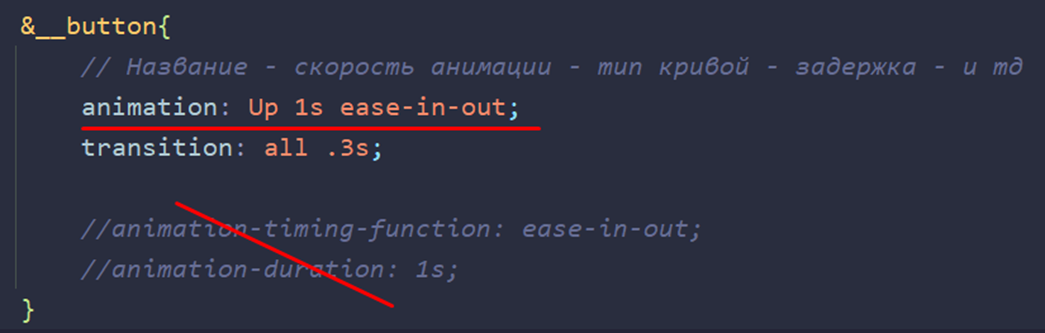 &__button{
// Название - скорость анимации - тип кривой - задержка - и тд
animation: Up 1s ease-in-out;
transition: all .3s;
//animation-timing-function: ease-in-out;
//animation-duration: 1s;
}